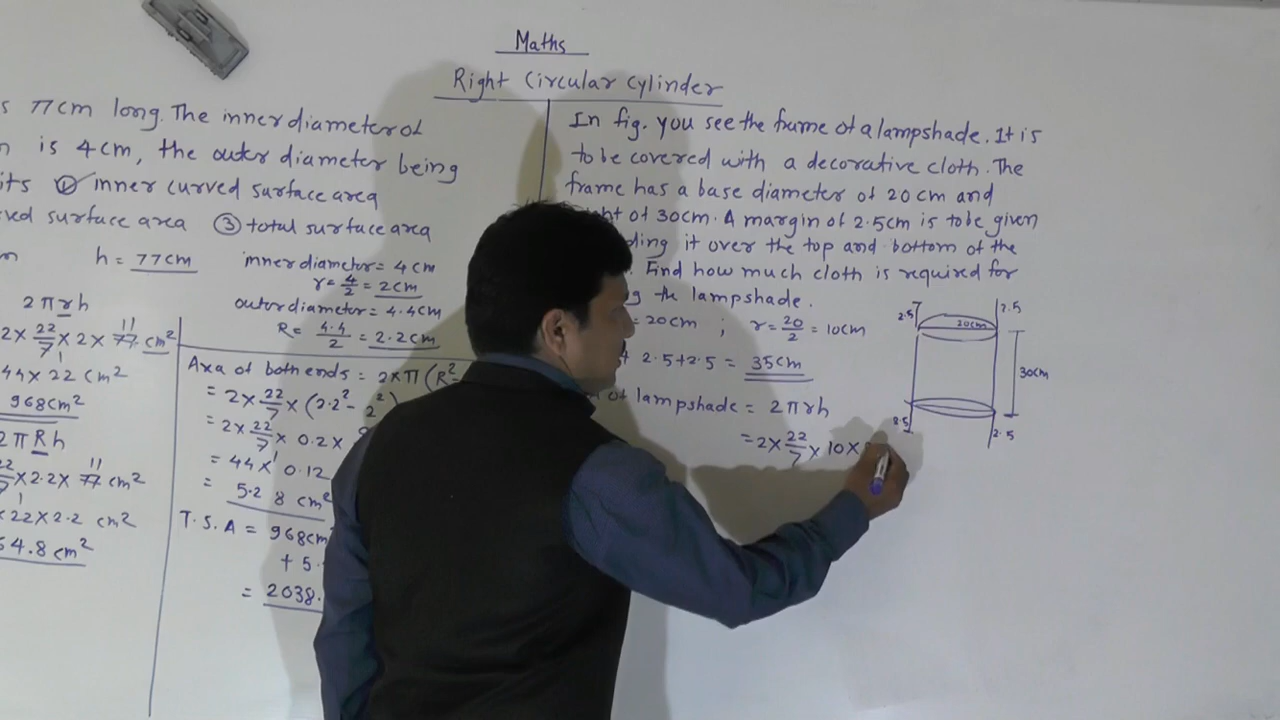 Maths
Right Circular Cylinder
s 77cm long. The inner diameter of
is 4cm, the outer diameter being
its ① inner curved surface area
ved surface area ③ total surface area
h = 77cm
inner diameter = 4cm
r = 4/2 = 2cm
outer diameter = 4.4cm
R = 4.4/2 = 2.2cm
2πrh
2 × 22/7 × 2 × 77 cm² 11 1
44 × 22 cm²
968cm²
2πRh
22/7 × 2.2 × 77 cm² 11 1
× 22 × 2.2 cm²
64.8 cm²
Area of both ends = 2×π(R²-
= 2 × 22/7 × (2.2² - 2²)
= 2 × 22/7 × 0.2 ×
= 44 × 0.12
= 5.28 cm²
T.S.A = 968cm
+ 5.
= 2038.
In fig. you see the frame of a lampshade. It is
to be covered with a decorative cloth. The
frame has a base diameter of 20 cm and
ght of 30cm. A margin of 2.5cm is to be given
ding it over the top and bottom of the
Find how much cloth is required for
g the lampshade.
= 20cm ; r = 20/2 = 10cm
2.5+2.5 = 35cm
of lampshade = 2πrh
= 2 × 22/7 × 10 ×
2.5
2.5
20cm
30cm
2.5
2.5